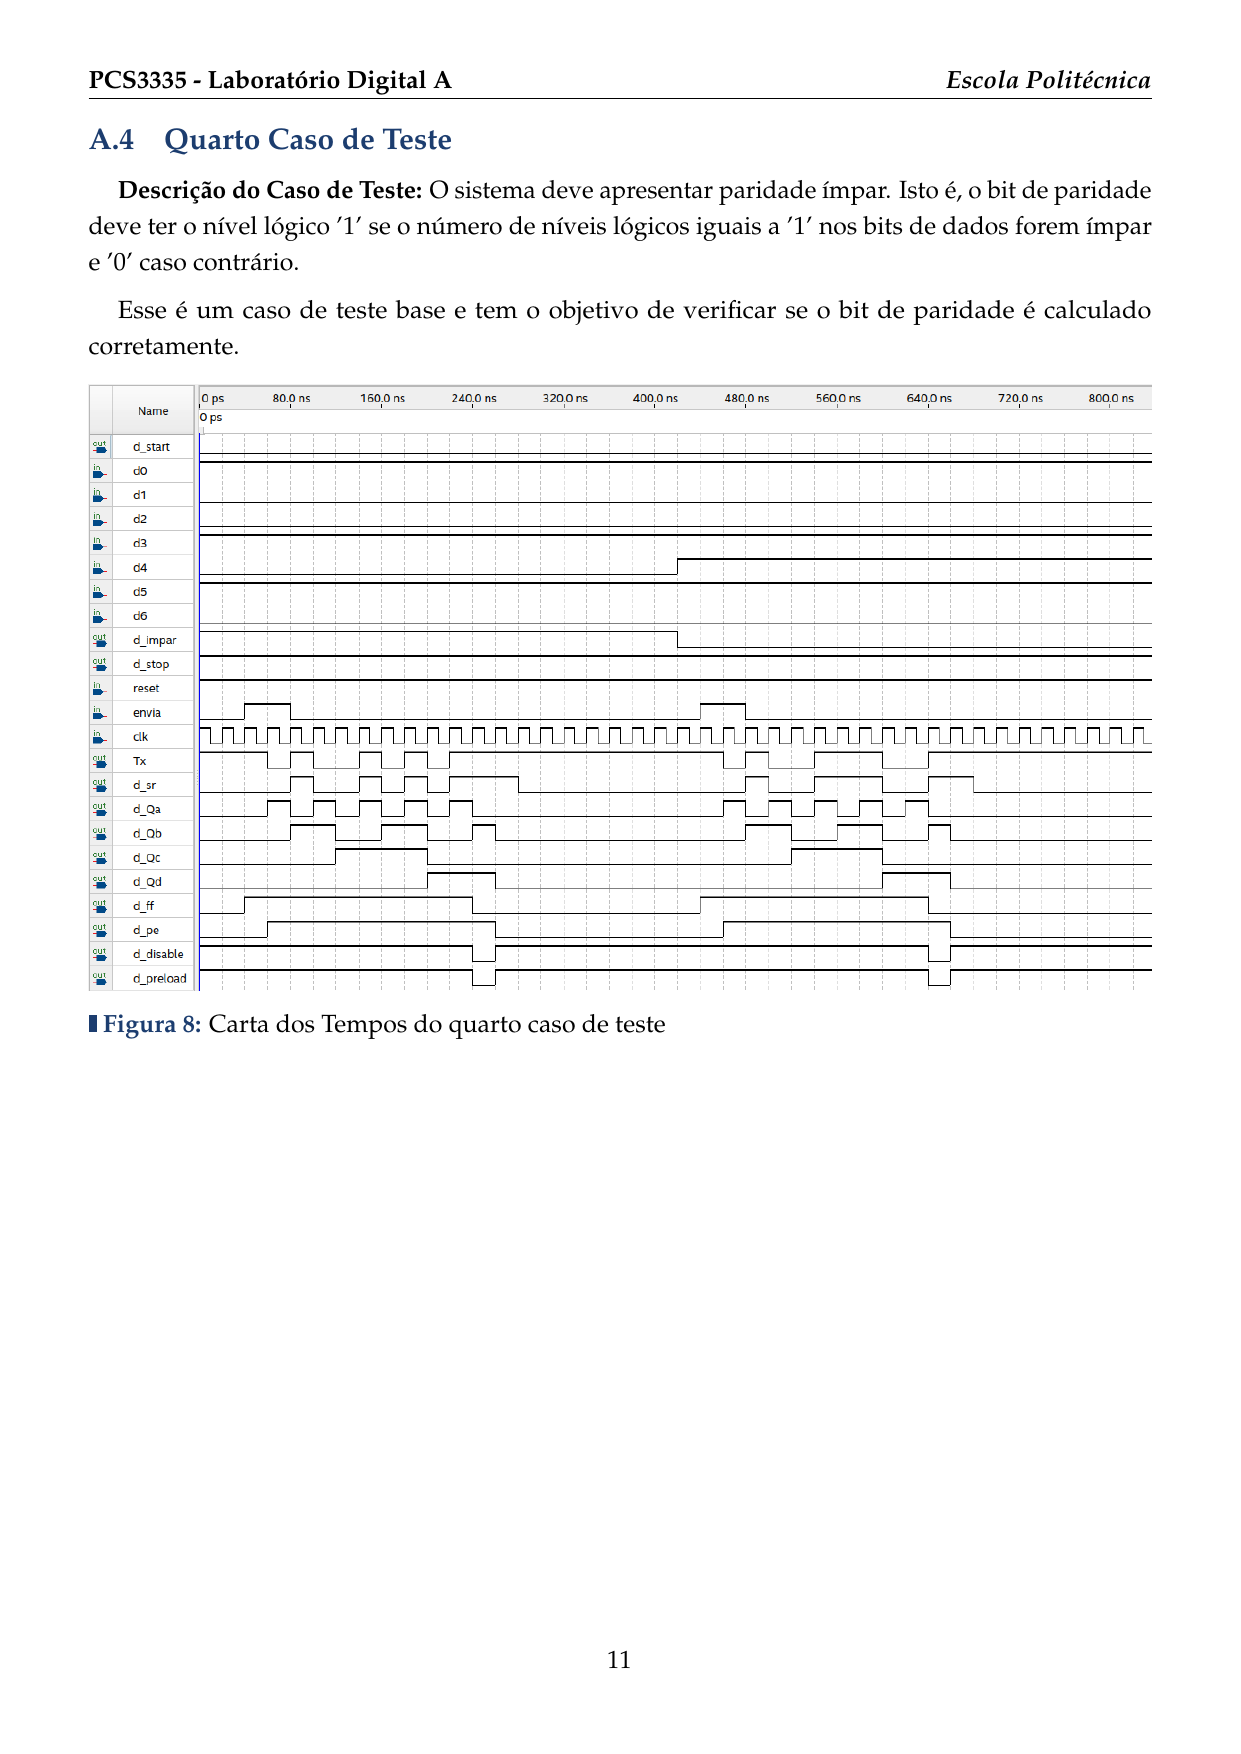 PCS3335 - Laboratório Digital A Escola Politécnica
A.4 Quarto Caso de Teste
Descrição do Caso de Teste: O sistema deve apresentar paridade ímpar. Isto é, o bit de paridade
deve ter o nível lógico ’1’ se o número de níveis lógicos iguais a ’1’ nos bits de dados forem ímpar
e ’0’ caso contrário.
Esse é um caso de teste base e tem o objetivo de verificar se o bit de paridade é calculado
corretamente.
Name 0 ps 80.0 ns 160.0 ns 240.0 ns 320.0 ns 400.0 ns 480.0 ns 560.0 ns 640.0 ns 720.0 ns 800.0 ns
0 ps
out d_start
in d0
in d1
in d2
in d3
in d4
in d5
in d6
out d_impar
out d_stop
in reset
in envia
in clk
out Tx
out d_sr
out d_Qa
out d_Qb
out d_Qc
out d_Qd
out d_ff
out d_pe
out d_disable
out d_preload
Figura 8: Carta dos Tempos do quarto caso de teste
11